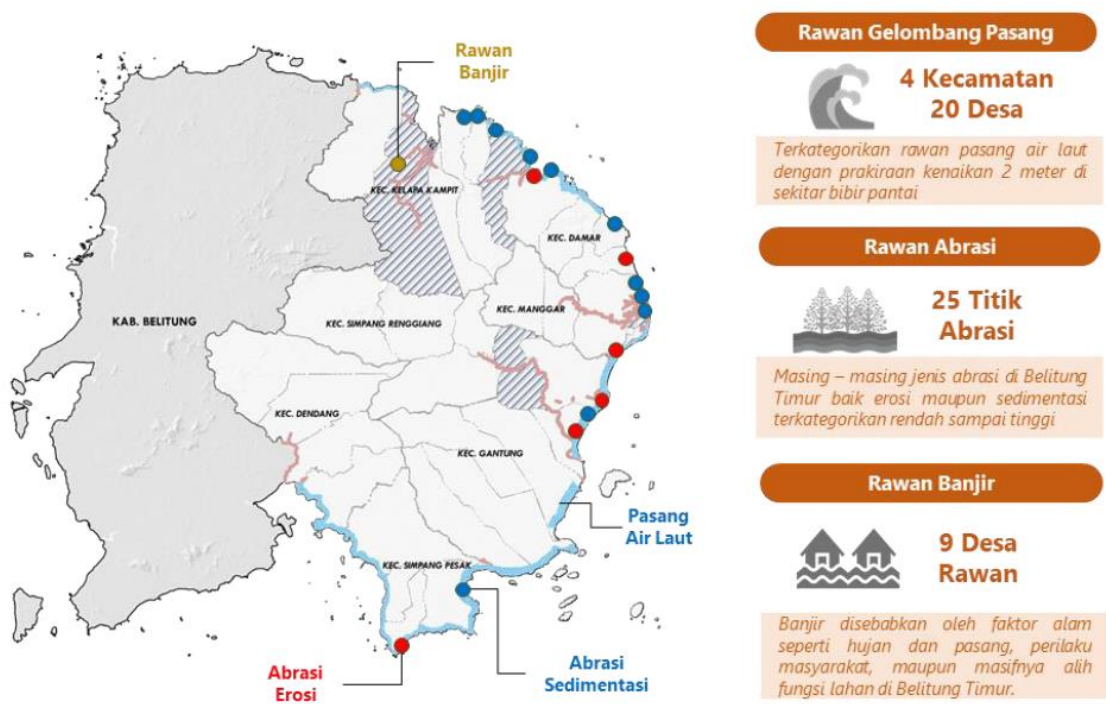 Rawan
Banjir
KEC. KELAPA KAMPIT
KEC. DAMAR
KEC. MANGGAR
KAB. BELITUNG
KEC. SIMPANG RENGGIANG
KEC. DENDANG
KEC. GANTUNG
Pasang
Air Laut
KEC. SIMPANG PESAK
Abrasi
Erosi
Abrasi
Sedimentasi
Rawan Gelombang Pasang
4 Kecamatan
20 Desa
Terkategorikan rawan pasang air laut
dengan prakiraan kenaikan 2 meter di
sekitar bibir pantai
Rawan Abrasi
25 Titik
Abrasi
Masing – masing jenis abrasi di Belitung
Timur baik erosi maupun sedimentasi
terkategorikan rendah sampai tinggi
Rawan Banjir
9 Desa
Rawan
Banjir disebabkan oleh faktor alam
seperti hujan dan pasang, perilaku
masyarakat, maupun masifnya alih
fungsi lahan di Belitung Timur.